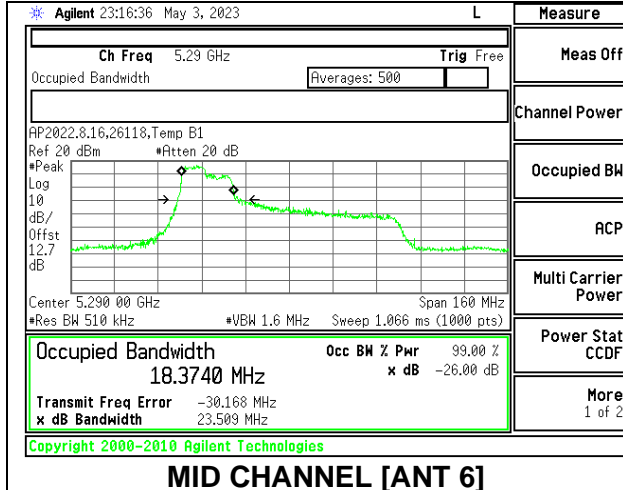 Agilent 23:16:36 May 3, 2023 L Measure
Ch Freq 5.29 GHz Trig Free
Meas Off
Occupied Bandwidth Averages: 500
Channel Power
AP2022.8.16,26118,Temp B1
Ref 20 dBm #Atten 20 dB
#Peak
Occupied BW
Log
10
dB/
ACP
Offst
12.7
dB
Multi Carrier
Power
Center 5.290 00 GHz Span 160 MHz
#Res BW 510 kHz #VBW 1.6 MHz Sweep 1.066 ms (1000 pts)
Power Stat
CCDF
Occupied Bandwidth Occ BW % Pwr 99.00 %
18.3740 MHz x dB -26.00 dB
More
1 of 2
Transmit Freq Error -30.168 MHz
x dB Bandwidth 23.509 MHz
Copyright 2000-2010 Agilent Technologies
MID CHANNEL [ANT 6]